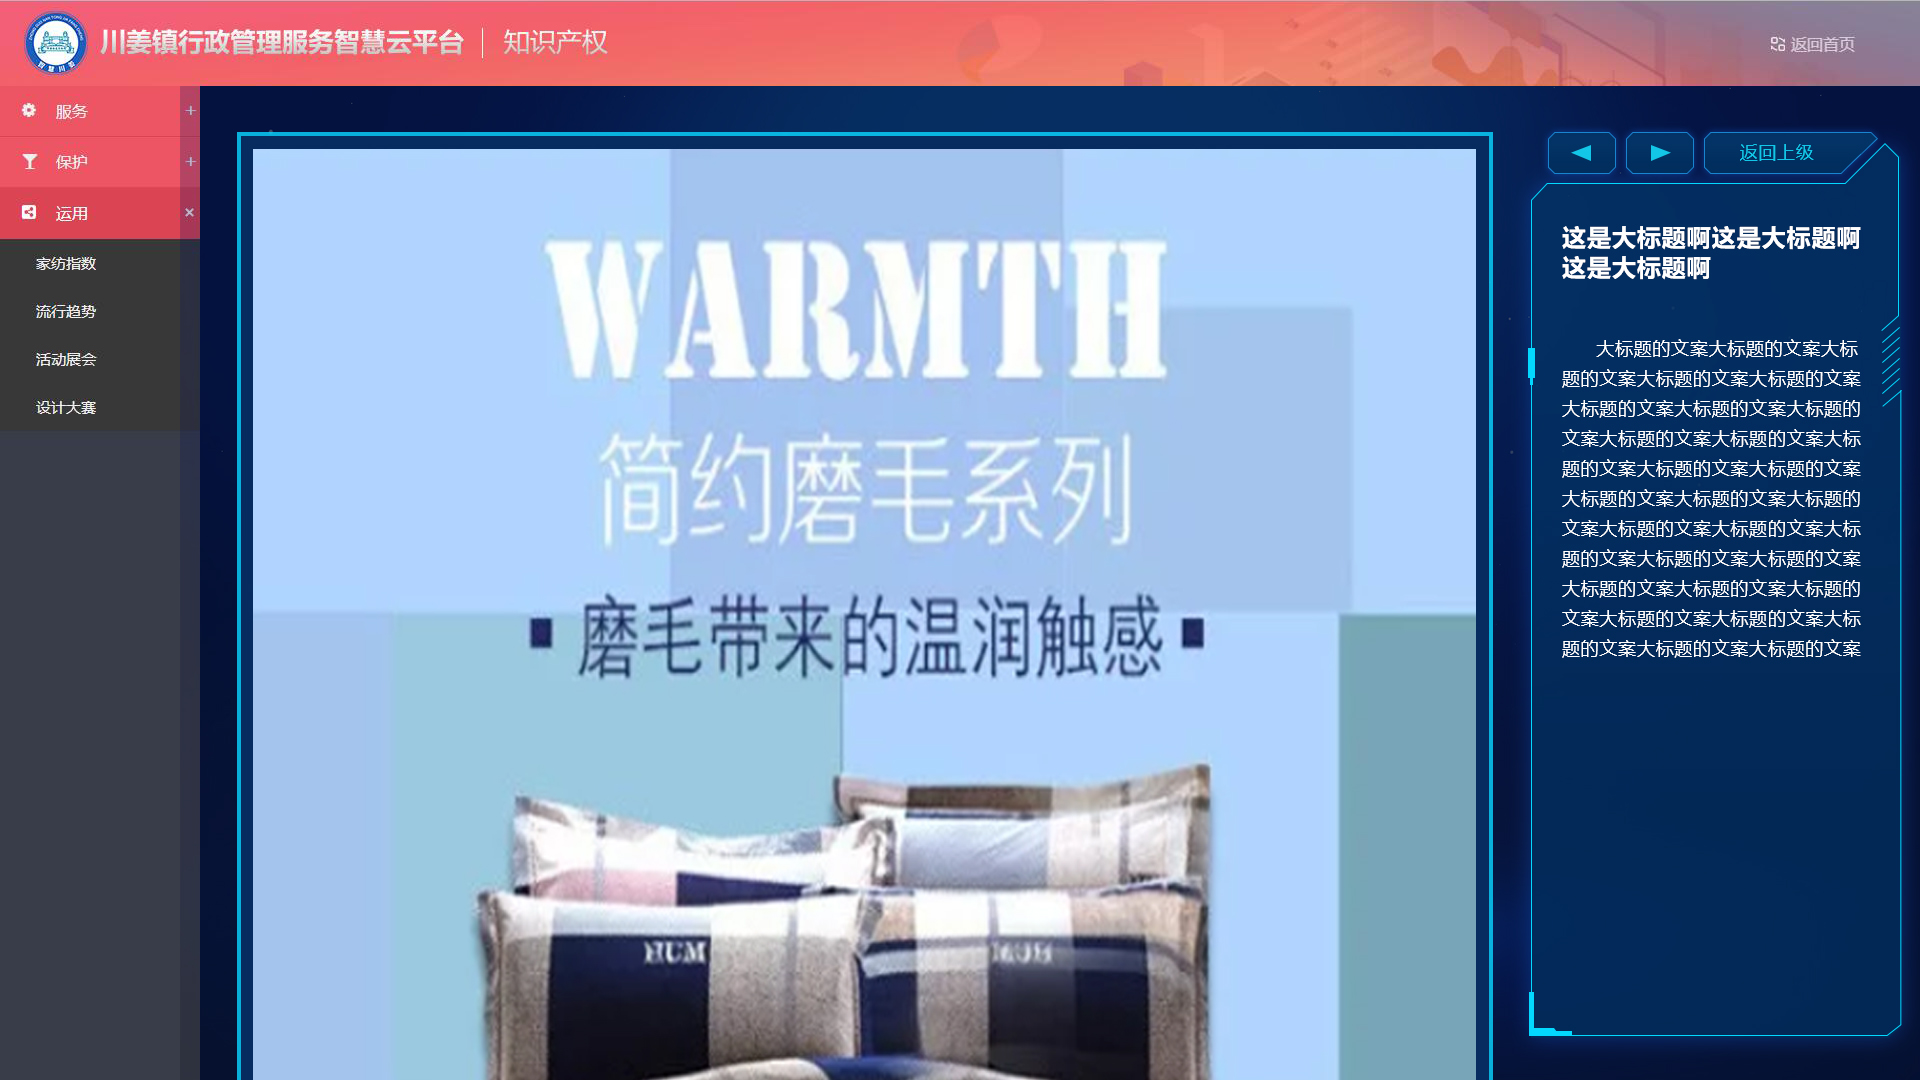 川姜镇行政管理服务智慧云平台
知识产权
返回首页
服务
保护
运用
家纺指数
流行趋势
活动展会
设计大赛
WARMTH
简约磨毛系列
磨毛带来的温润触感
HUM
返回上级
这是大标题啊这是大标题啊
这是大标题啊
大标题的文案大标题的文案大标
题的文案大标题的文案大标题的文案
大标题的文案大标题的文案大标题的
文案大标题的文案大标题的文案大标
题的文案大标题的文案大标题的文案
大标题的文案大标题的文案大标题的
文案大标题的文案大标题的文案大标
题的文案大标题的文案大标题的文案
大标题的文案大标题的文案大标题的
文案大标题的文案大标题的文案大标
题的文案大标题的文案大标题的文案